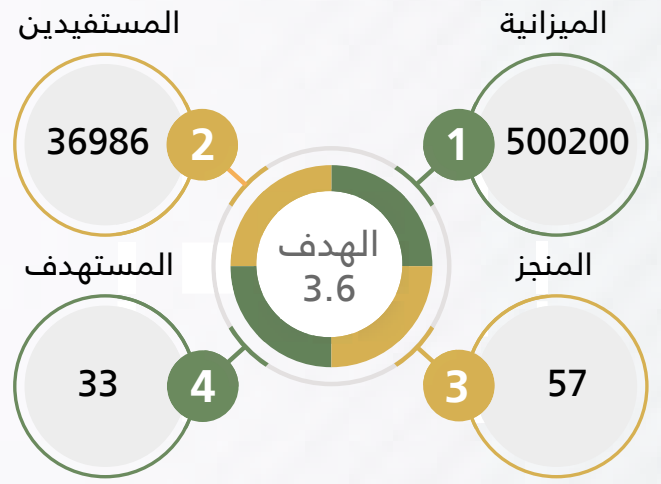 الميزانية
1
500200
المستفيدين
2
36986
الهدف
3.6
المنجز
3
57
المستهدف
4
33